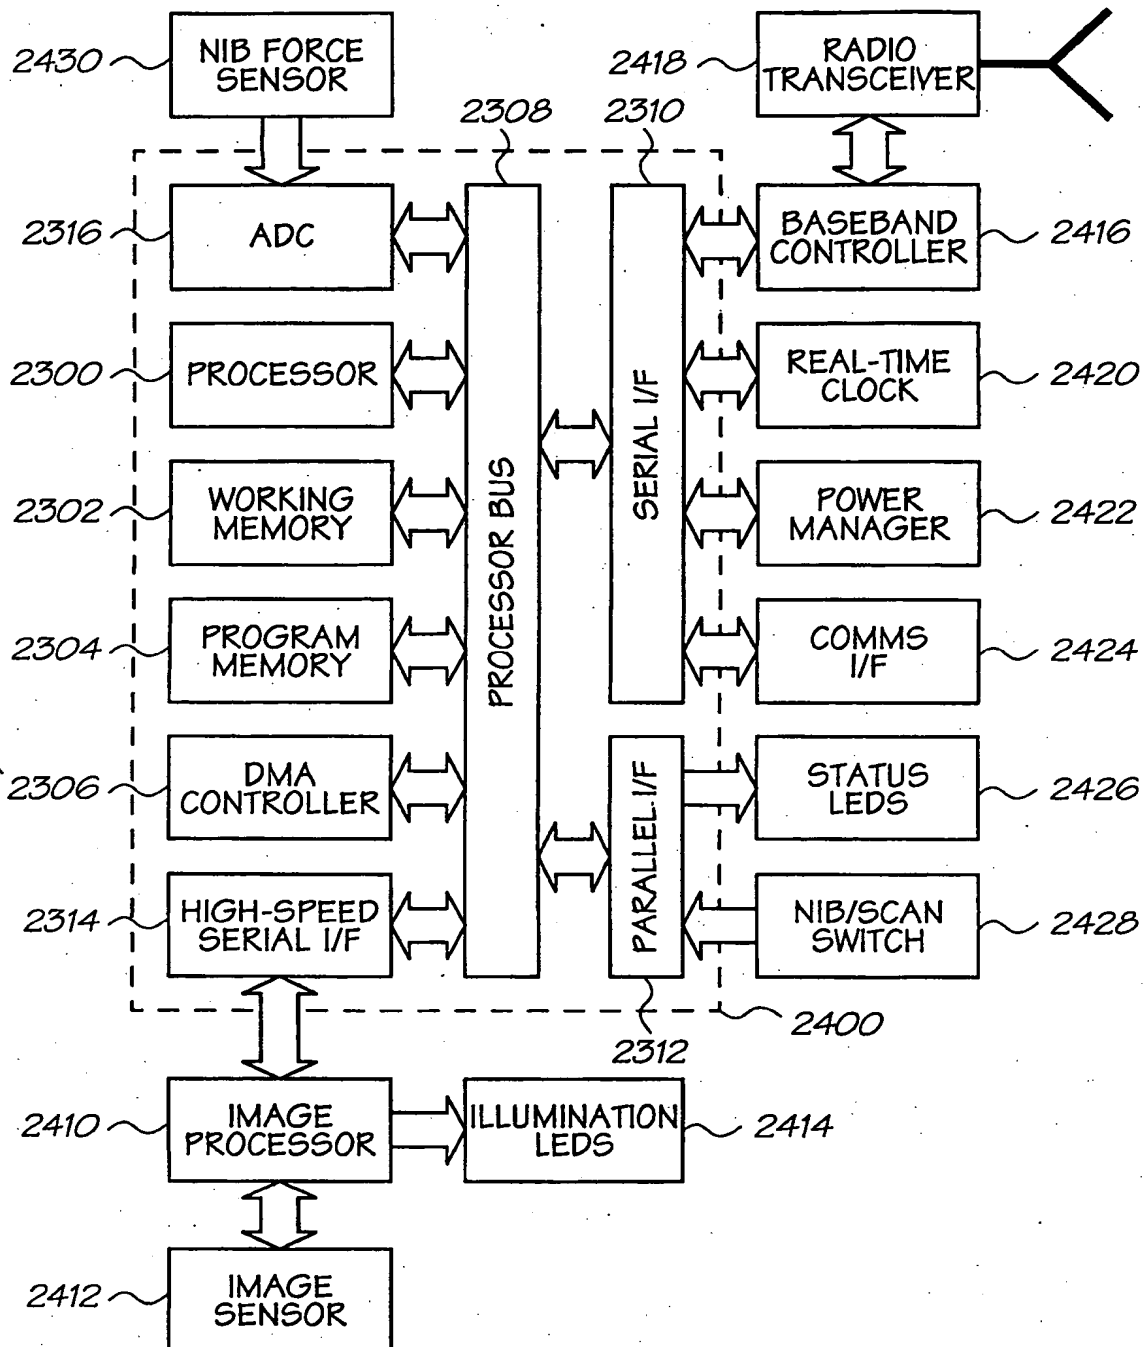 2430
NIB FORCE
SENSOR
2418
RADIO
TRANSCEIVER
2308
2310
2316
ADC
BASEBAND
CONTROLLER
2416
2300
PROCESSOR
REAL-TIME
CLOCK
2420
2302
WORKING
MEMORY
PROCESSOR BUS
SERIAL I/F
POWER
MANAGER
2422
2304
PROGRAM
MEMORY
COMMS
I/F
2424
2306
DMA
CONTROLLER
PARALLEL I/F
STATUS
LEDS
2426
2314
HIGH-SPEED
SERIAL I/F
NIB/SCAN
SWITCH
2428
2312
2400
2410
IMAGE
PROCESSOR
ILLUMINATION
LEDS
2414
2412
IMAGE
SENSOR